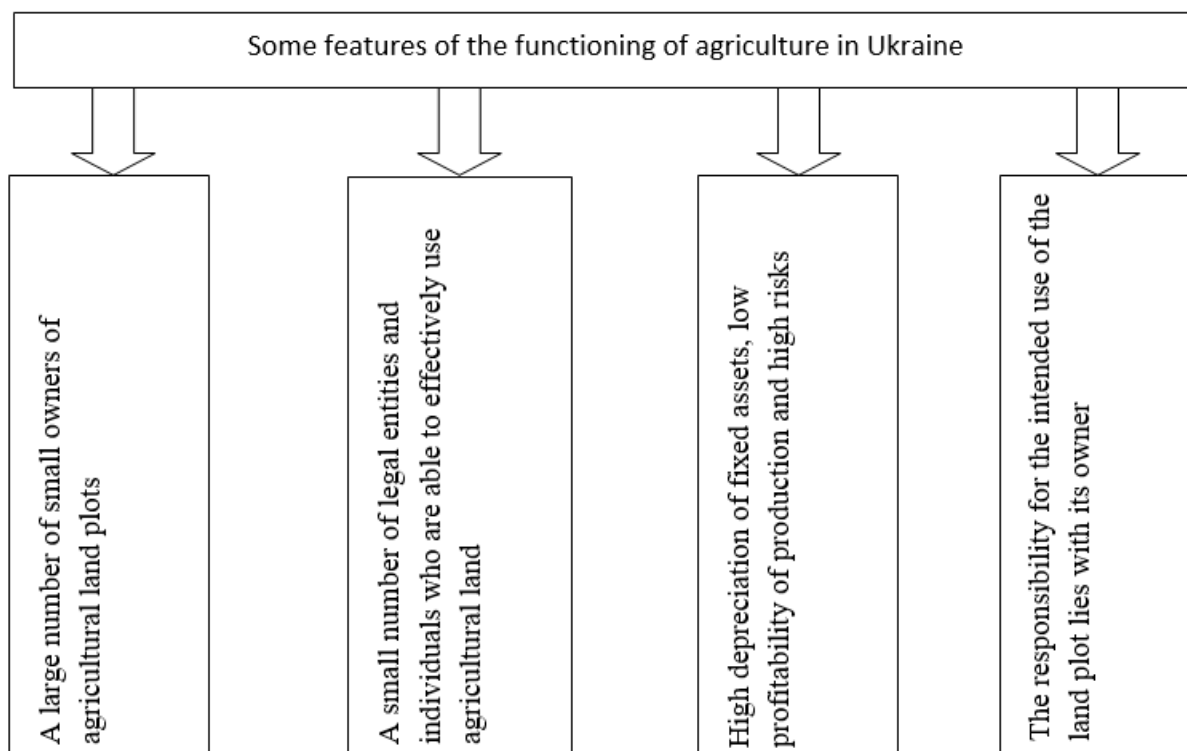 Some features of the functioning of agriculture in Ukraine
A large number of small owners of
agricultural land plots
A small number of legal entities and
individuals who are able to effectively use
agricultural land
High depreciation of fixed assets, low
profitability of production and high risks
The responsibility for the intended use of the
land plot lies with its owner